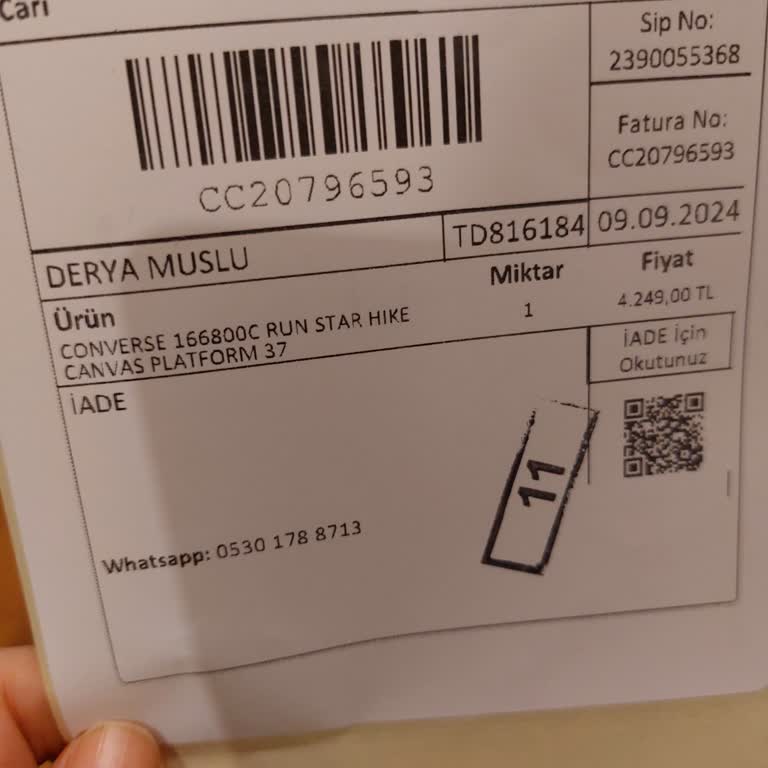 Cari
Sip No:
2390055368
Fatura No:
CC20796593
CC20796593
DERYA MUSLU
TD816184
09.09.2024
Ürün
Miktar
Fiyat
CONVERSE 166800C RUN STAR HIKE
CANVAS PLATFORM 37
1
4.249,00 TL
İADE İçin
Okutunuz
İADE
11
Whatsapp: 0530 178 8713